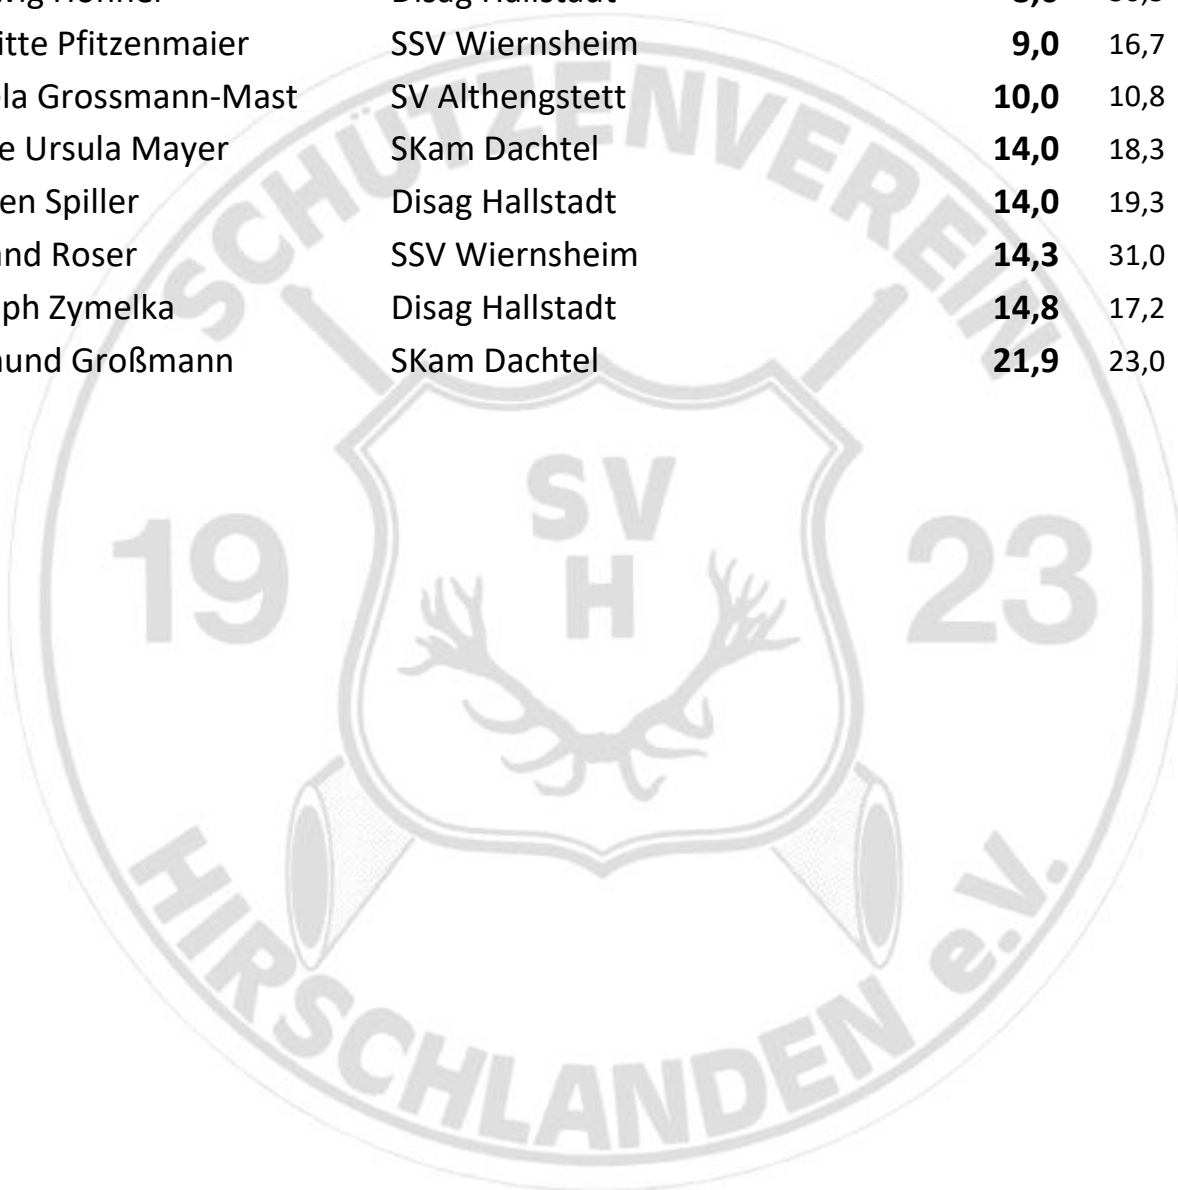 itte Pfitzenmaier SSV Wiernsheim 9,0 16,7
ela Grossmann-Mast SV Althengstett 10,0 10,8
e Ursula Mayer SKam Dachtel 14,0 18,3
en Spiller Disag Hallstadt 14,0 19,3
and Roser SSV Wiernsheim 14,3 31,0
ph Zymelka Disag Hallstadt 14,8 17,2
und Großmann SKam Dachtel 21,9 23,0
SCHÜTZENVEREIN
SV
H
19 23
HIRSCHLANDEN e.V.